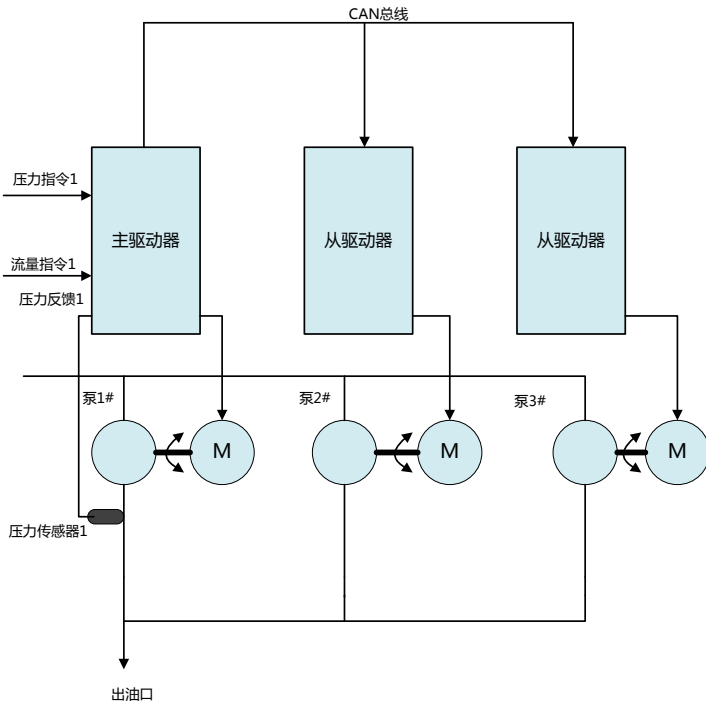 CAN总线
压力指令1
主驱动器
从驱动器
从驱动器
流量指令1
压力反馈1
泵1#
泵2#
泵3#
M
M
M
压力传感器1
出油口